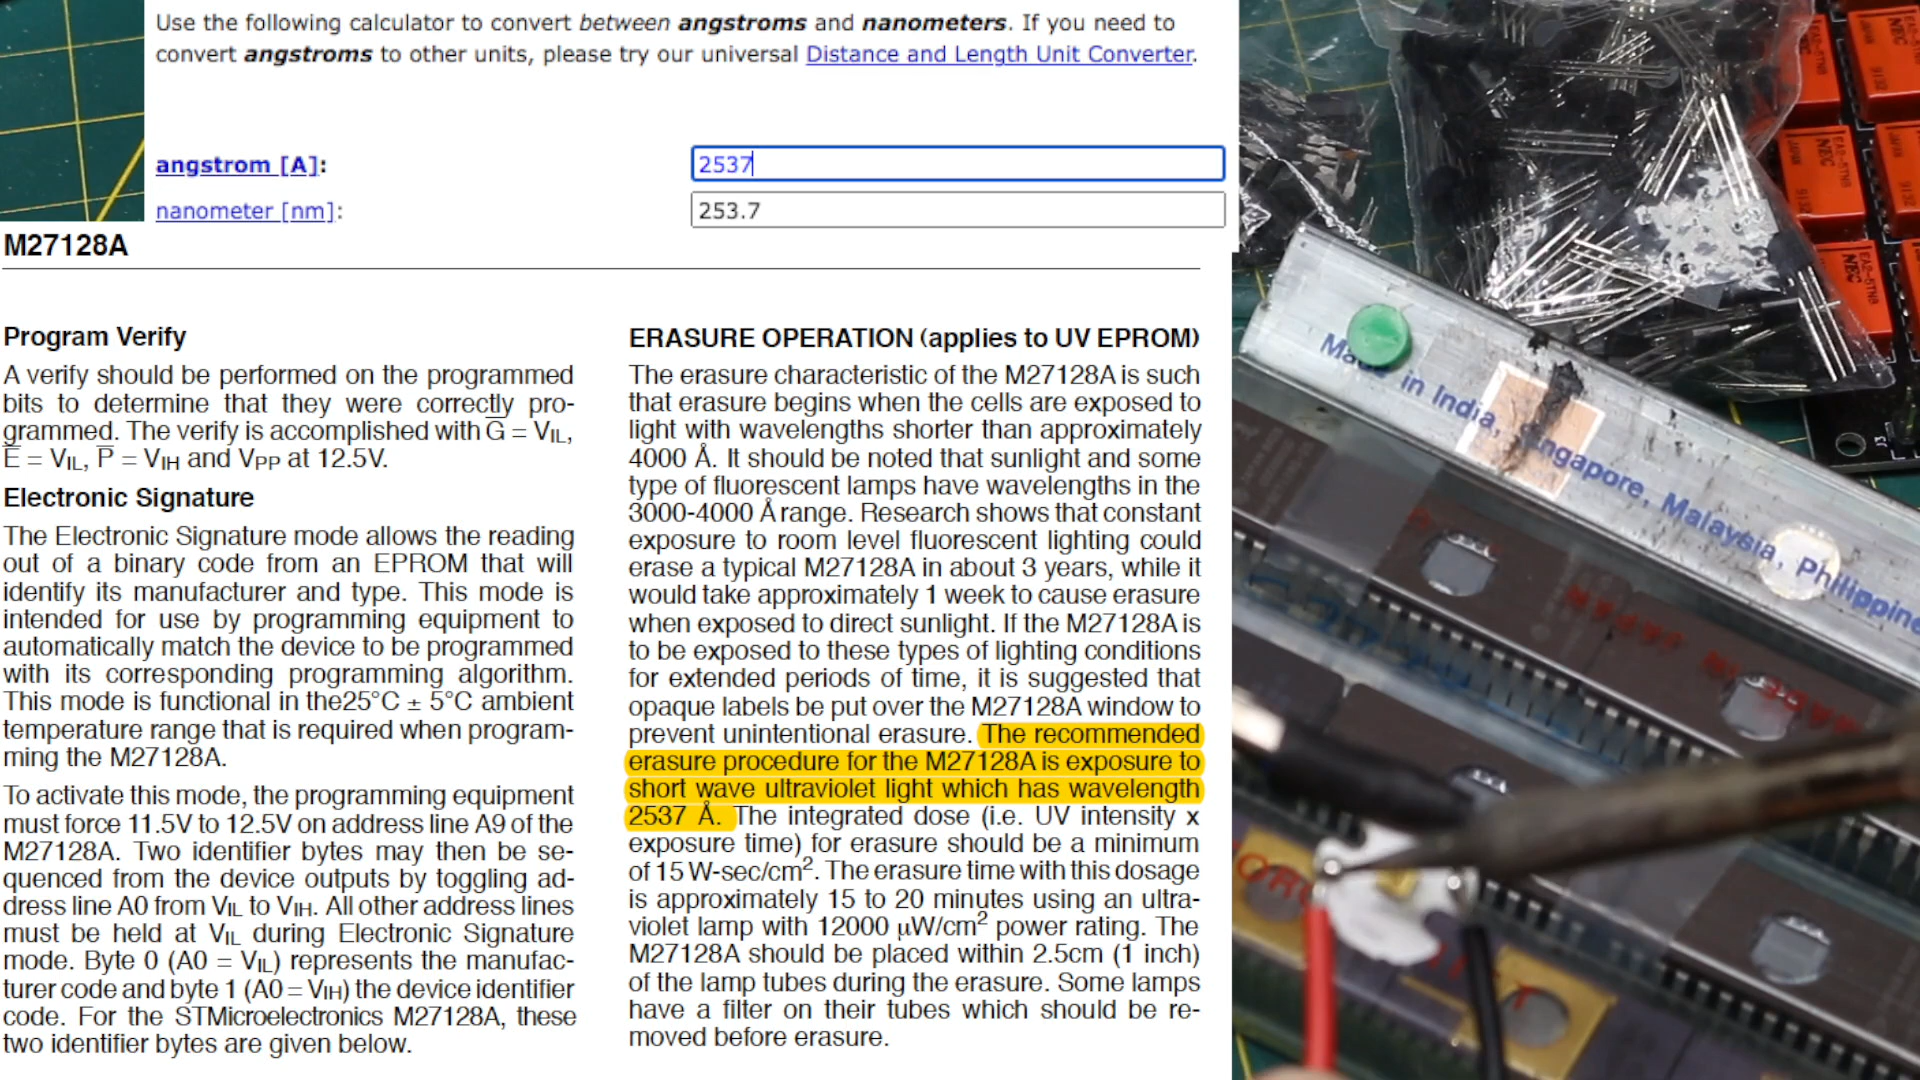 Use the following calculator to convert between angstroms and nanometers. If you need to
convert angstroms to other units, please try our universal Distance and Length Unit Converter.
angstrom [A]:
2537
nanometer [nm]:
253.7
M27128A
Program Verify
A verify should be performed on the programmed
bits to determine that they were correctly pro-
grammed. The verify is accomplished with G̅ = VIL,
E̅ = VIL, P̅ = VIH and VPP at 12.5V.
Electronic Signature
The Electronic Signature mode allows the reading
out of a binary code from an EPROM that will
identify its manufacturer and type. This mode is
intended for use by programming equipment to
automatically match the device to be programmed
with its corresponding programming algorithm.
This mode is functional in the25°C ± 5°C ambient
temperature range that is required when program-
ming the M27128A.
To activate this mode, the programming equipment
must force 11.5V to 12.5V on address line A9 of the
M27128A. Two identifier bytes may then be se-
quenced from the device outputs by toggling ad-
dress line A0 from VIL to VIH. All other address lines
must be held at VIL during Electronic Signature
mode. Byte 0 (A0 = VIL) represents the manufac-
turer code and byte 1 (A0 = VIH) the device identifier
code. For the STMicroelectronics M27128A, these
two identifier bytes are given below.
ERASURE OPERATION (applies to UV EPROM)
The erasure characteristic of the M27128A is such
that erasure begins when the cells are exposed to
light with wavelengths shorter than approximately
4000 Å. It should be noted that sunlight and some
type of fluorescent lamps have wavelengths in the
3000-4000 Å range. Research shows that constant
exposure to room level fluorescent lighting could
erase a typical M27128A in about 3 years, while it
would take approximately 1 week to cause erasure
when exposed to direct sunlight. If the M27128A is
to be exposed to these types of lighting conditions
for extended periods of time, it is suggested that
opaque labels be put over the M27128A window to
prevent unintentional erasure. The recommended
erasure procedure for the M27128A is exposure to
short wave ultraviolet light which has wavelength
2537 Å. The integrated dose (i.e. UV intensity x
exposure time) for erasure should be a minimum
of 15 W-sec/cm². The erasure time with this dosage
is approximately 15 to 20 minutes using an ultra-
violet lamp with 12000 µW/cm² power rating. The
M27128A should be placed within 2.5cm (1 inch)
of the lamp tubes during the erasure. Some lamps
have a filter on their tubes which should be re-
moved before erasure.
in India, Malaysia,
NEC
EA2-5TNG
9132
NEC
JAPAN
NEC
J3
MADE IN JAPAN